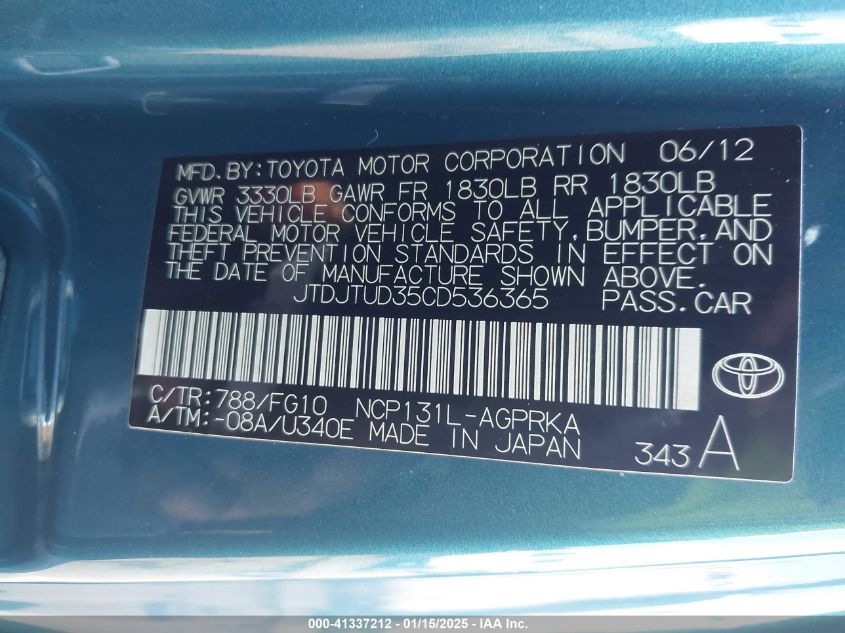 MFD. BY: TOYOTA MOTOR CORPORATION 06/12
GVWR 3330LB GAWR FR 1830LB RR 1830LB
THIS VEHICLE CONFORMS TO ALL APPLICABLE
FEDERAL MOTOR VEHICLE SAFETY, BUMPER, AND
THEFT PREVENTION STANDARDS IN EFFECT ON
THE DATE OF MANUFACTURE SHOWN ABOVE.
JTDJTUD35CD536365 PASS.CAR
C/TR:788/FG10 NCP131L-AGPRKA
A/TM:-08A/U340E MADE IN JAPAN 343 A
000-41337212 - 01/15/2025 - IAA Inc.